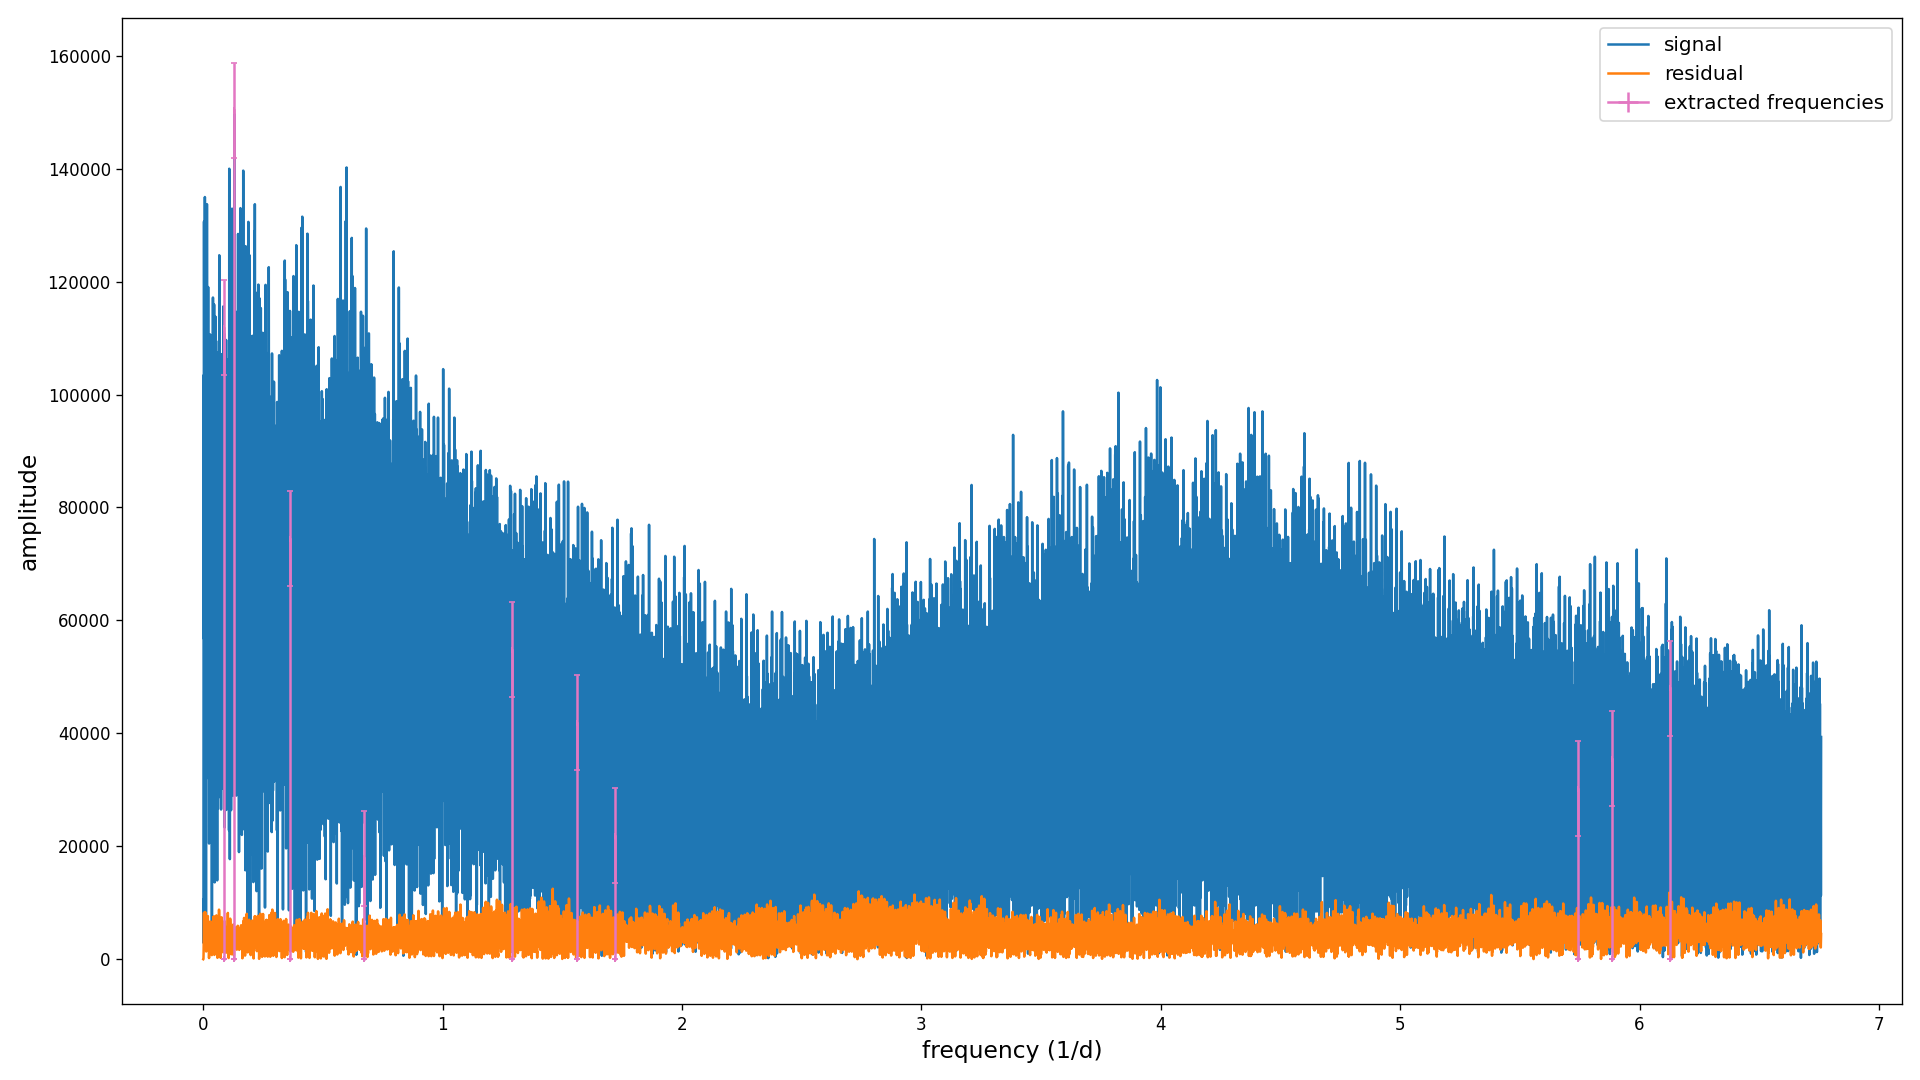 signal
residual
extracted frequencies
160000
140000
120000
100000
80000
60000
40000
20000
0
amplitude
0 1 2 3 4 5 6 7
frequency (1/d)